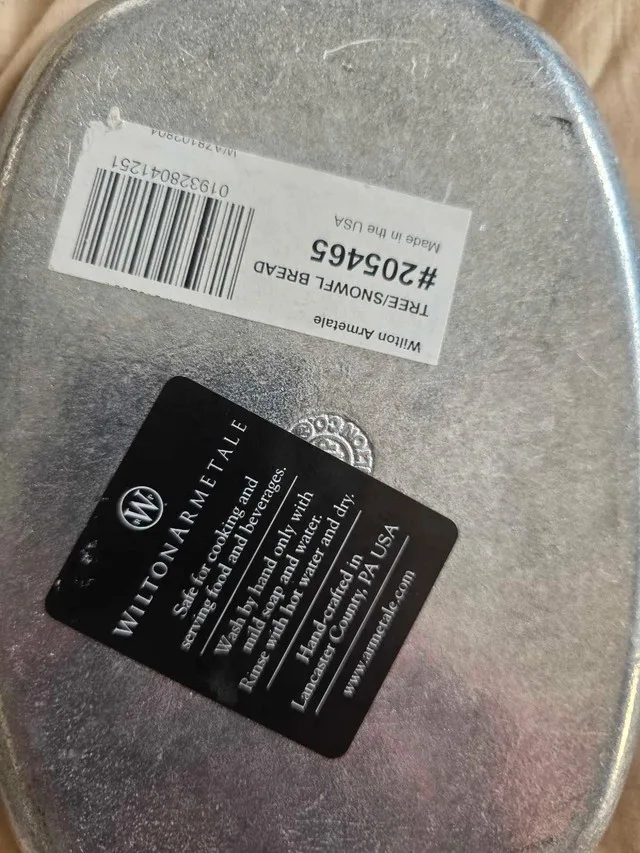 Wilton Armetale
TREE/SNOWFL BREAD
#205465
Made in the USA
019328041251
W
WILTONARMETALE
Safe for cooking and
serving food and beverages.
Wash by hand only with
mild soap and water.
Rinse with hot water and dry.
Hand-crafted in
Lancaster County, PA USA
www.armetale.com
TON CO